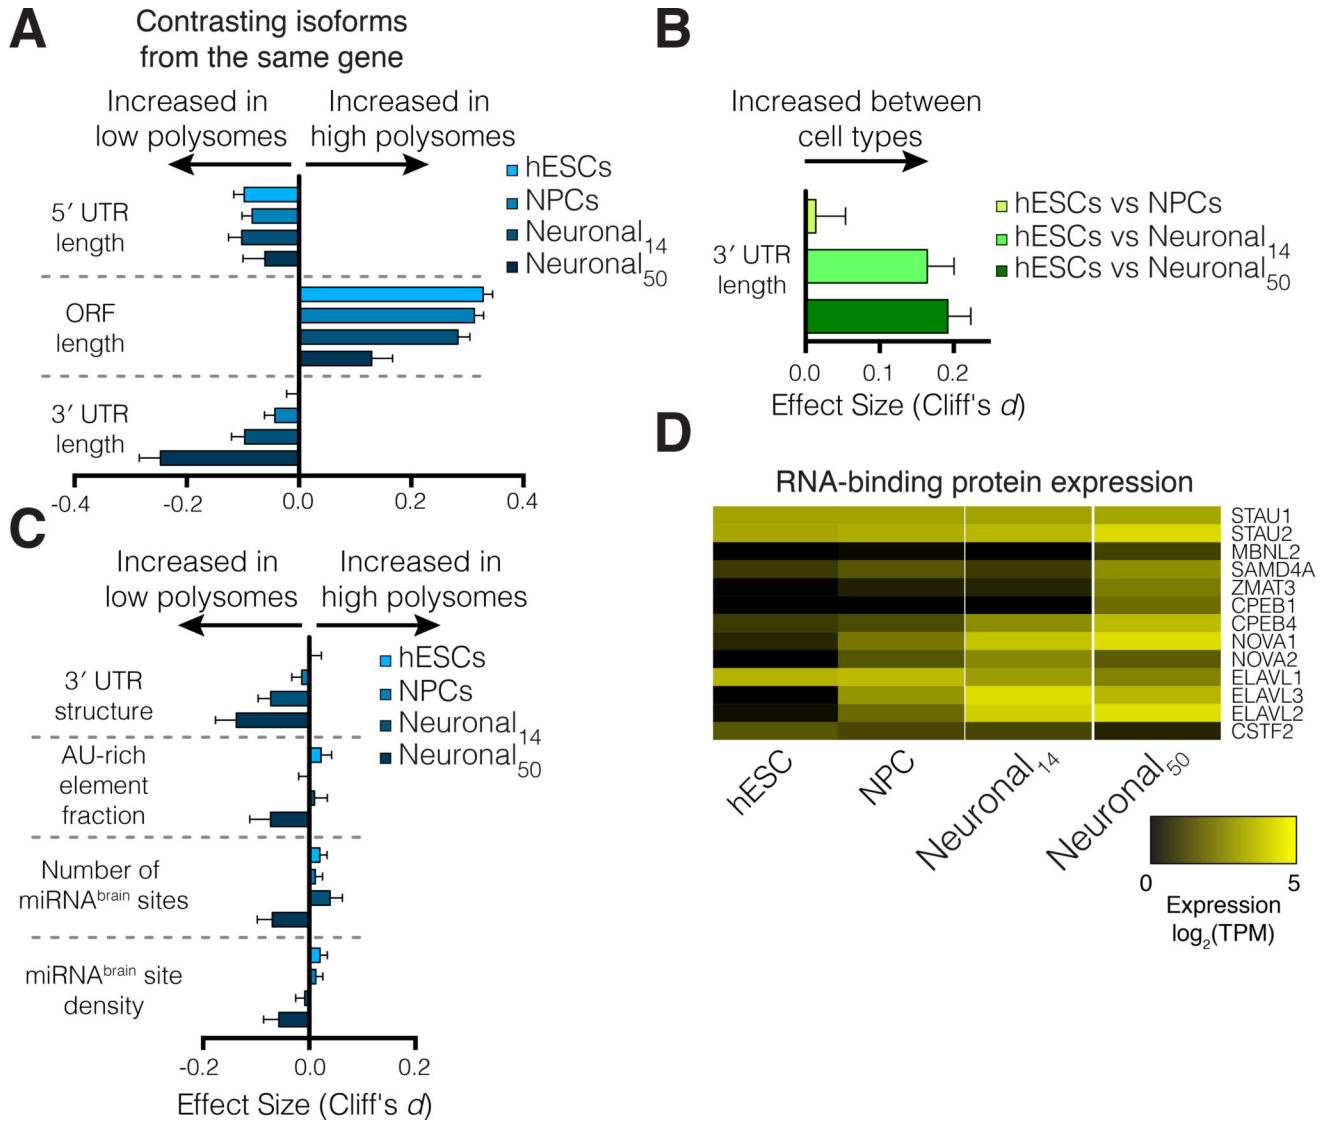 A
Contrasting isoforms
from the same gene
Increased in
low polysomes
Increased in
high polysomes
hESCs
NPCs
Neuronal14
Neuronal50
5′ UTR
length
ORF
length
3′ UTR
length
-0.4
-0.2
0.0
0.2
0.4
B
Increased between
cell types
3′ UTR
length
hESCs vs NPCs
hESCs vs Neuronal14
hESCs vs Neuronal50
0.0
0.1
0.2
Effect Size (Cliff's d)
C
Increased in
low polysomes
Increased in
high polysomes
hESCs
NPCs
Neuronal14
Neuronal50
3′ UTR
structure
AU-rich
element
fraction
Number of
miRNAbrain sites
miRNAbrain site
density
-0.2
0.0
0.2
Effect Size (Cliff's d)
D
RNA-binding protein expression
STAU1
STAU2
MBNL2
SAMD4A
ZMAT3
CPEB1
CPEB4
NOVA1
NOVA2
ELAVL1
ELAVL3
ELAVL2
CSTF2
hESC
NPC
Neuronal14
Neuronal50
0
5
Expression
log2(TPM)